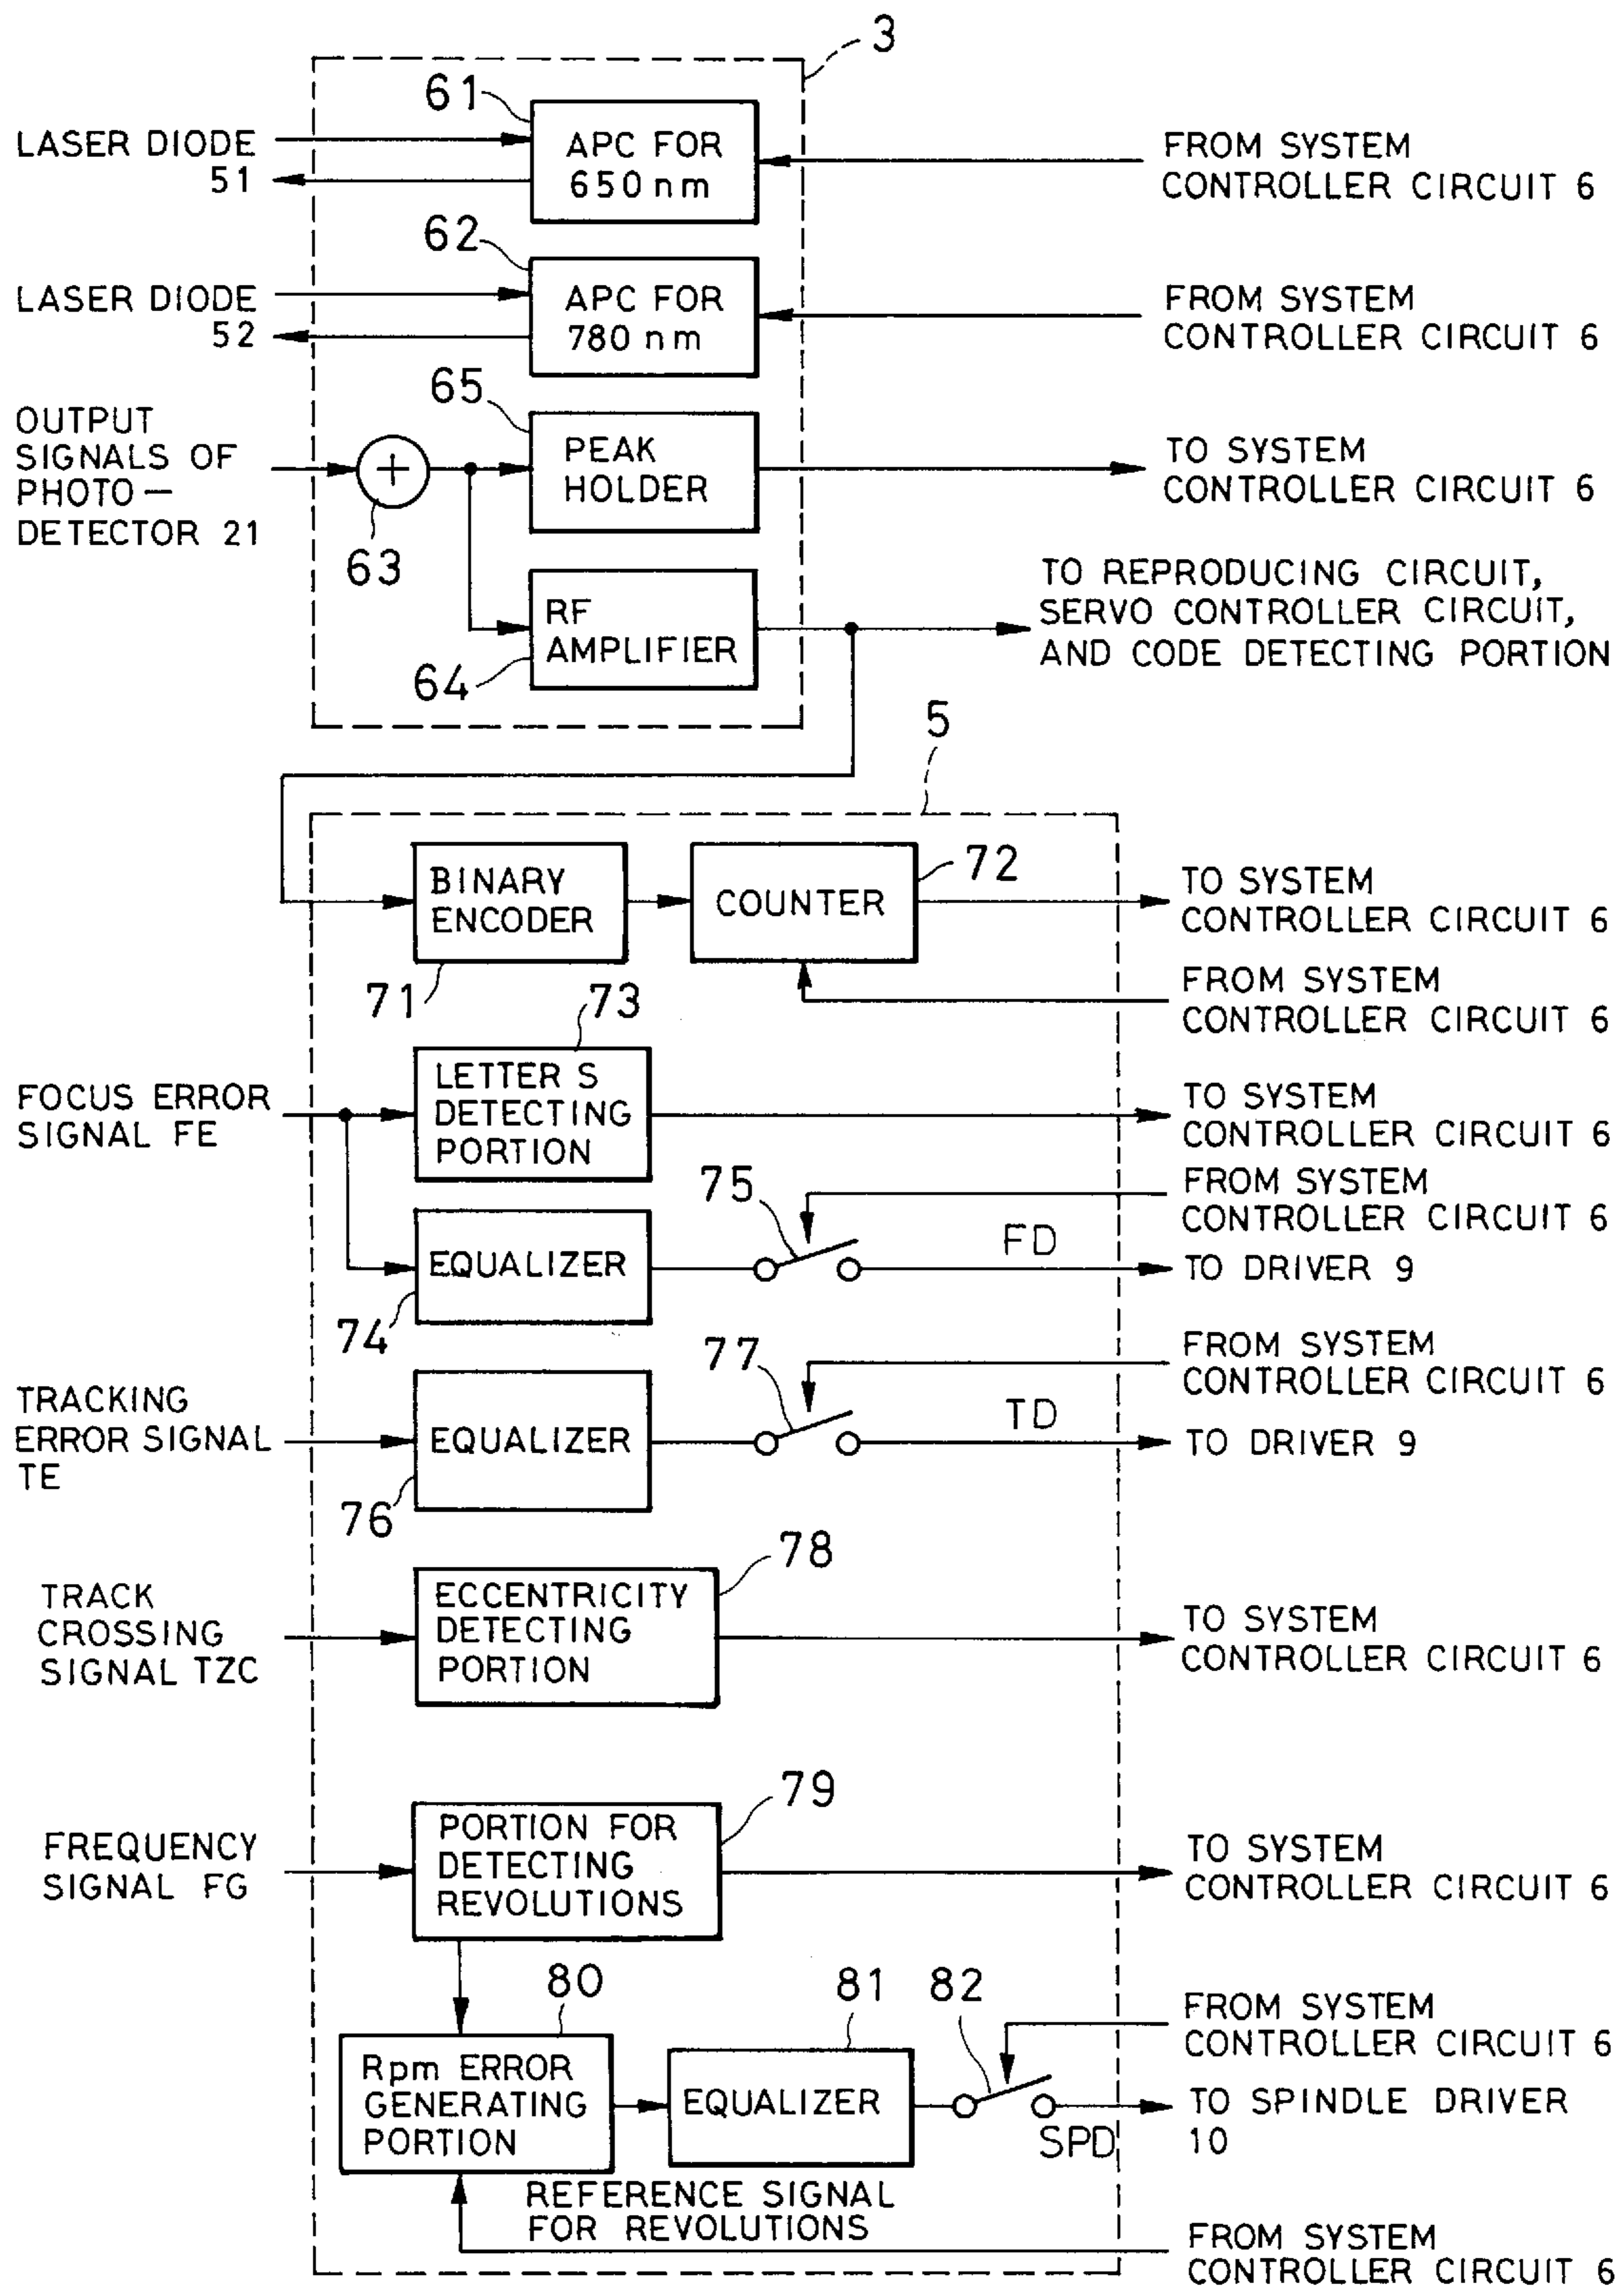 3
61
LASER DIODE
51
APC FOR
650 nm
FROM SYSTEM
CONTROLLER CIRCUIT 6
62
LASER DIODE
52
APC FOR
780 nm
FROM SYSTEM
CONTROLLER CIRCUIT 6
65
OUTPUT
SIGNALS OF
PHOTO—
DETECTOR 21
+
63
PEAK
HOLDER
TO SYSTEM
CONTROLLER CIRCUIT 6
RF
AMPLIFIER
64
TO REPRODUCING CIRCUIT,
SERVO CONTROLLER CIRCUIT,
AND CODE DETECTING PORTION
5
BINARY
ENCODER
71
COUNTER
72
TO SYSTEM
CONTROLLER CIRCUIT 6
FROM SYSTEM
CONTROLLER CIRCUIT 6
73
FOCUS ERROR
SIGNAL FE
LETTER S
DETECTING
PORTION
TO SYSTEM
CONTROLLER CIRCUIT 6
75
FROM SYSTEM
CONTROLLER CIRCUIT 6
EQUALIZER
74
FD
TO DRIVER 9
77
FROM SYSTEM
CONTROLLER CIRCUIT 6
TRACKING
ERROR SIGNAL
TE
EQUALIZER
76
TD
TO DRIVER 9
78
TRACK
CROSSING
SIGNAL TZC
ECCENTRICITY
DETECTING
PORTION
TO SYSTEM
CONTROLLER CIRCUIT 6
79
FREQUENCY
SIGNAL FG
PORTION FOR
DETECTING
REVOLUTIONS
TO SYSTEM
CONTROLLER CIRCUIT 6
80
81
82
FROM SYSTEM
CONTROLLER CIRCUIT 6
Rpm ERROR
GENERATING
PORTION
EQUALIZER
SPD
TO SPINDLE DRIVER
10
REFERENCE SIGNAL
FOR REVOLUTIONS
FROM SYSTEM
CONTROLLER CIRCUIT 6